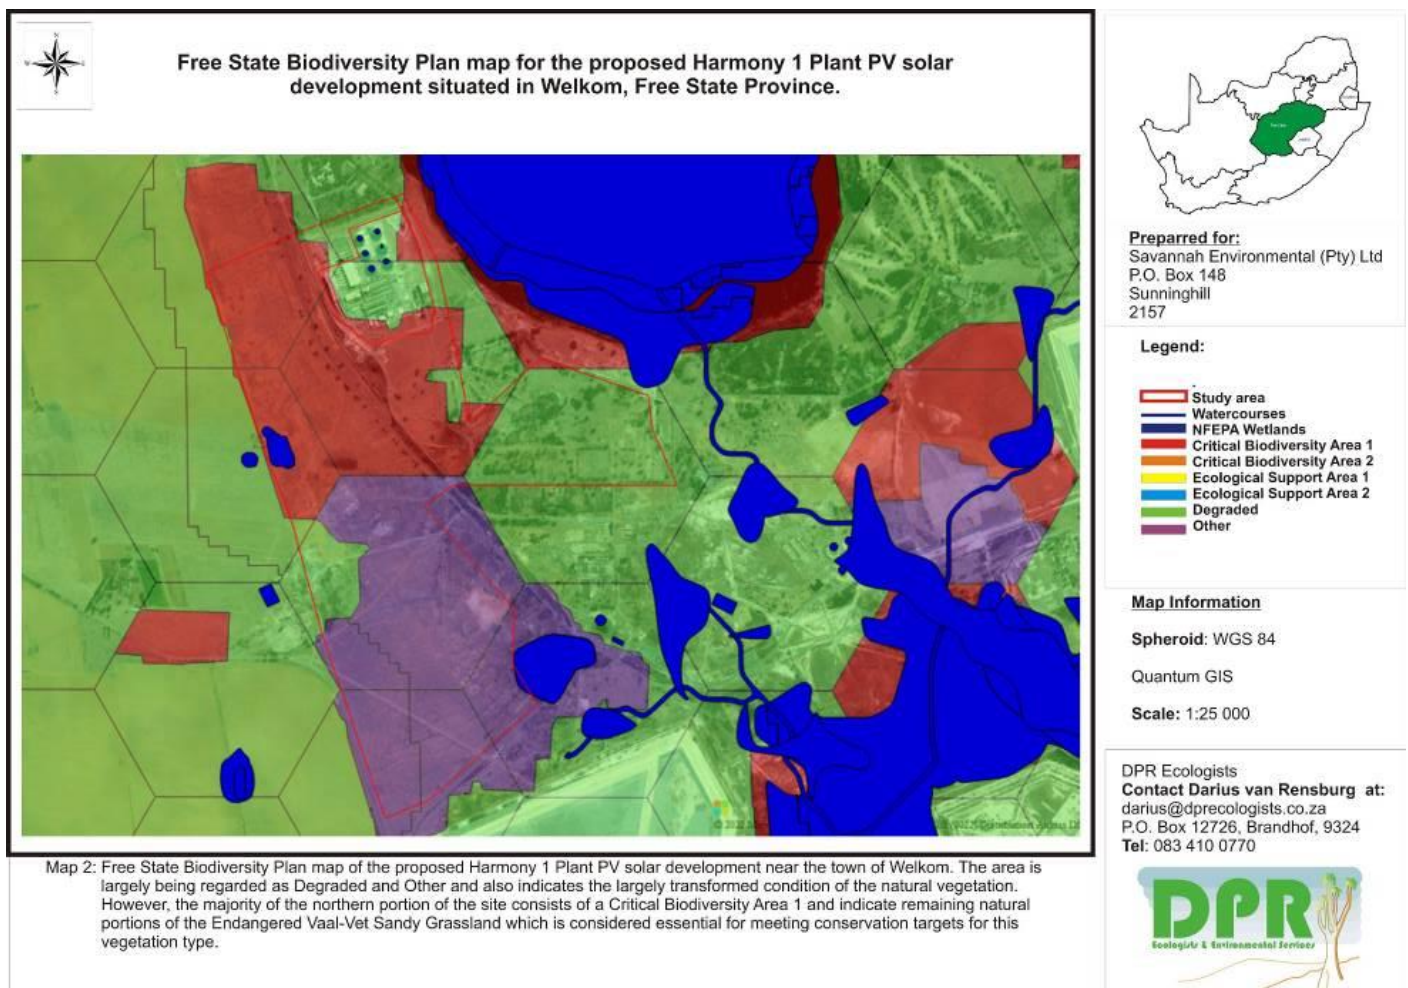 Free State Biodiversity Plan map for the proposed Harmony 1 Plant PV solar
development situated in Welkom, Free State Province.
Preparred for:
Savannah Environmental (Pty) Ltd
P.O. Box 148
Sunninghill
2157
Legend:
Study area
Watercourses
NFEPA Wetlands
Critical Biodiversity Area 1
Critical Biodiversity Area 2
Ecological Support Area 1
Ecological Support Area 2
Degraded
Other
Map Information
Spheroid: WGS 84
Quantum GIS
Scale: 1:25 000
DPR Ecologists
Contact Darius van Rensburg at:
darius@dprecologists.co.za
P.O. Box 12726, Brandhof, 9324
Tel: 083 410 0770
DPR
Ecologists & Environmental Services
Map 2: Free State Biodiversity Plan map of the proposed Harmony 1 Plant PV solar development near the town of Welkom. The area is
largely being regarded as Degraded and Other and also indicates the largely transformed condition of the natural vegetation.
However, the majority of the northern portion of the site consists of a Critical Biodiversity Area 1 and indicate remaining natural
portions of the Endangered Vaal-Vet Sandy Grassland which is considered essential for meeting conservation targets for this
vegetation type.